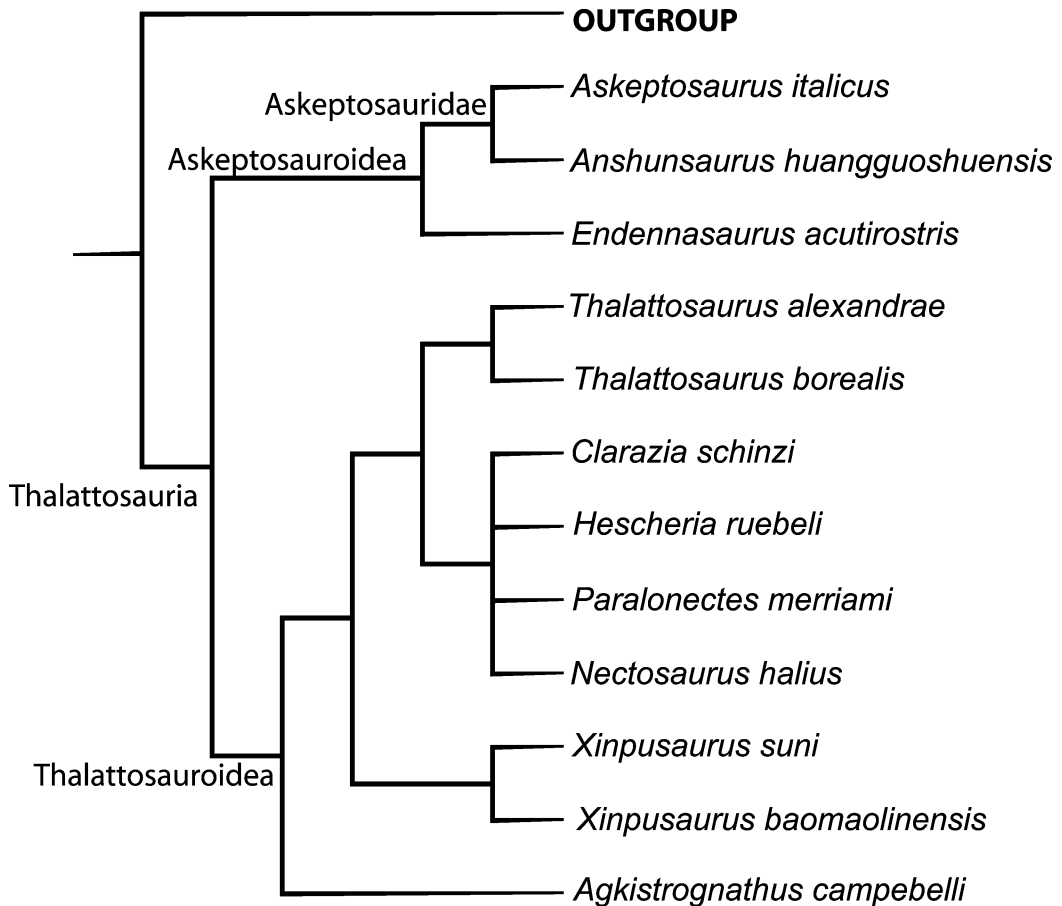 OUTGROUP
Askeptosaurus italicus
Askeptosauridae
Askeptosauroidea
Anshunsaurus huangguoshuensis
Endennasaurus acutirostris
Thalattosaurus alexandrae
Thalattosaurus borealis
Clarazia schinzi
Thalattosauria
Hescheria ruebeli
Paralonectes merriami
Nectosaurus halius
Xinpusaurus suni
Thalattosauroidea
Xinpusaurus baomaolinensis
Agkistrognathus campebelli